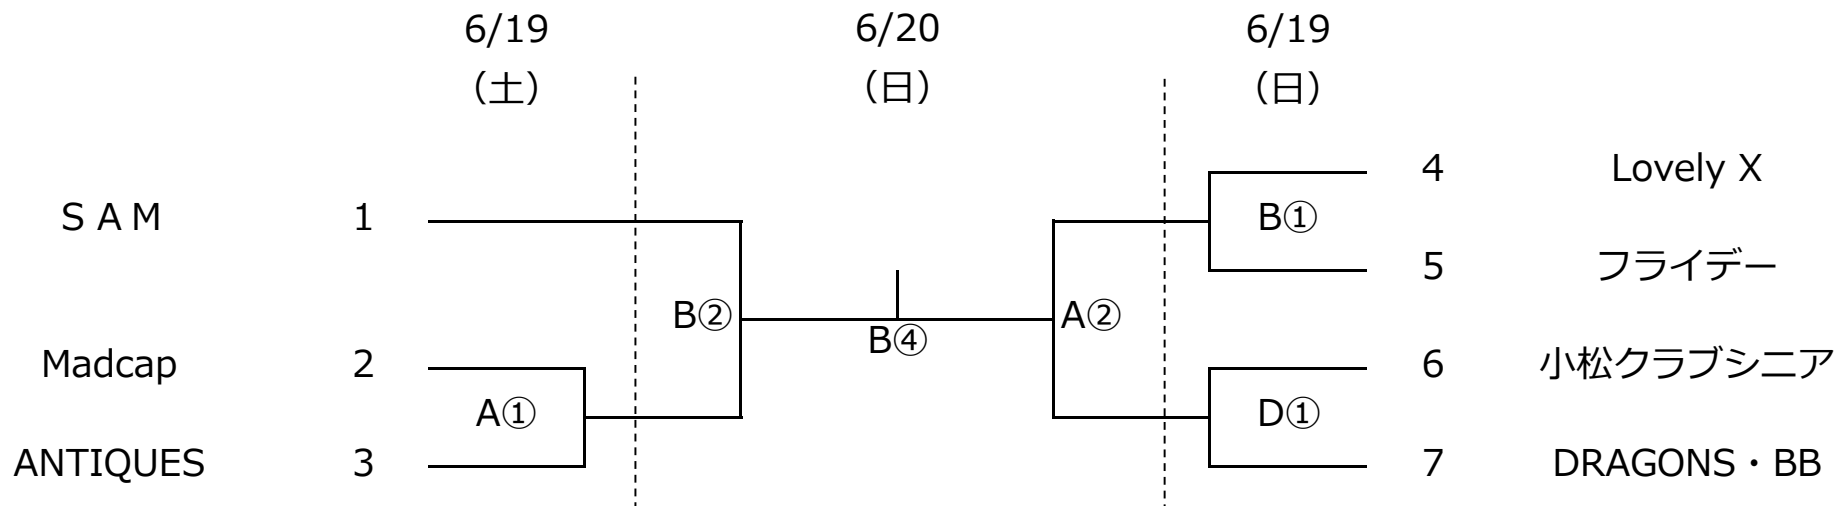 6/19 6/20 6/19
（土） （日） （日）
4 Lovely X
ＳＡＭ 1 B①
5 フライデー
B② A②
B④
Madcap 2 6 小松クラブシニア
A① D①
ANTIQUES 3 7 DRAGONS・BB